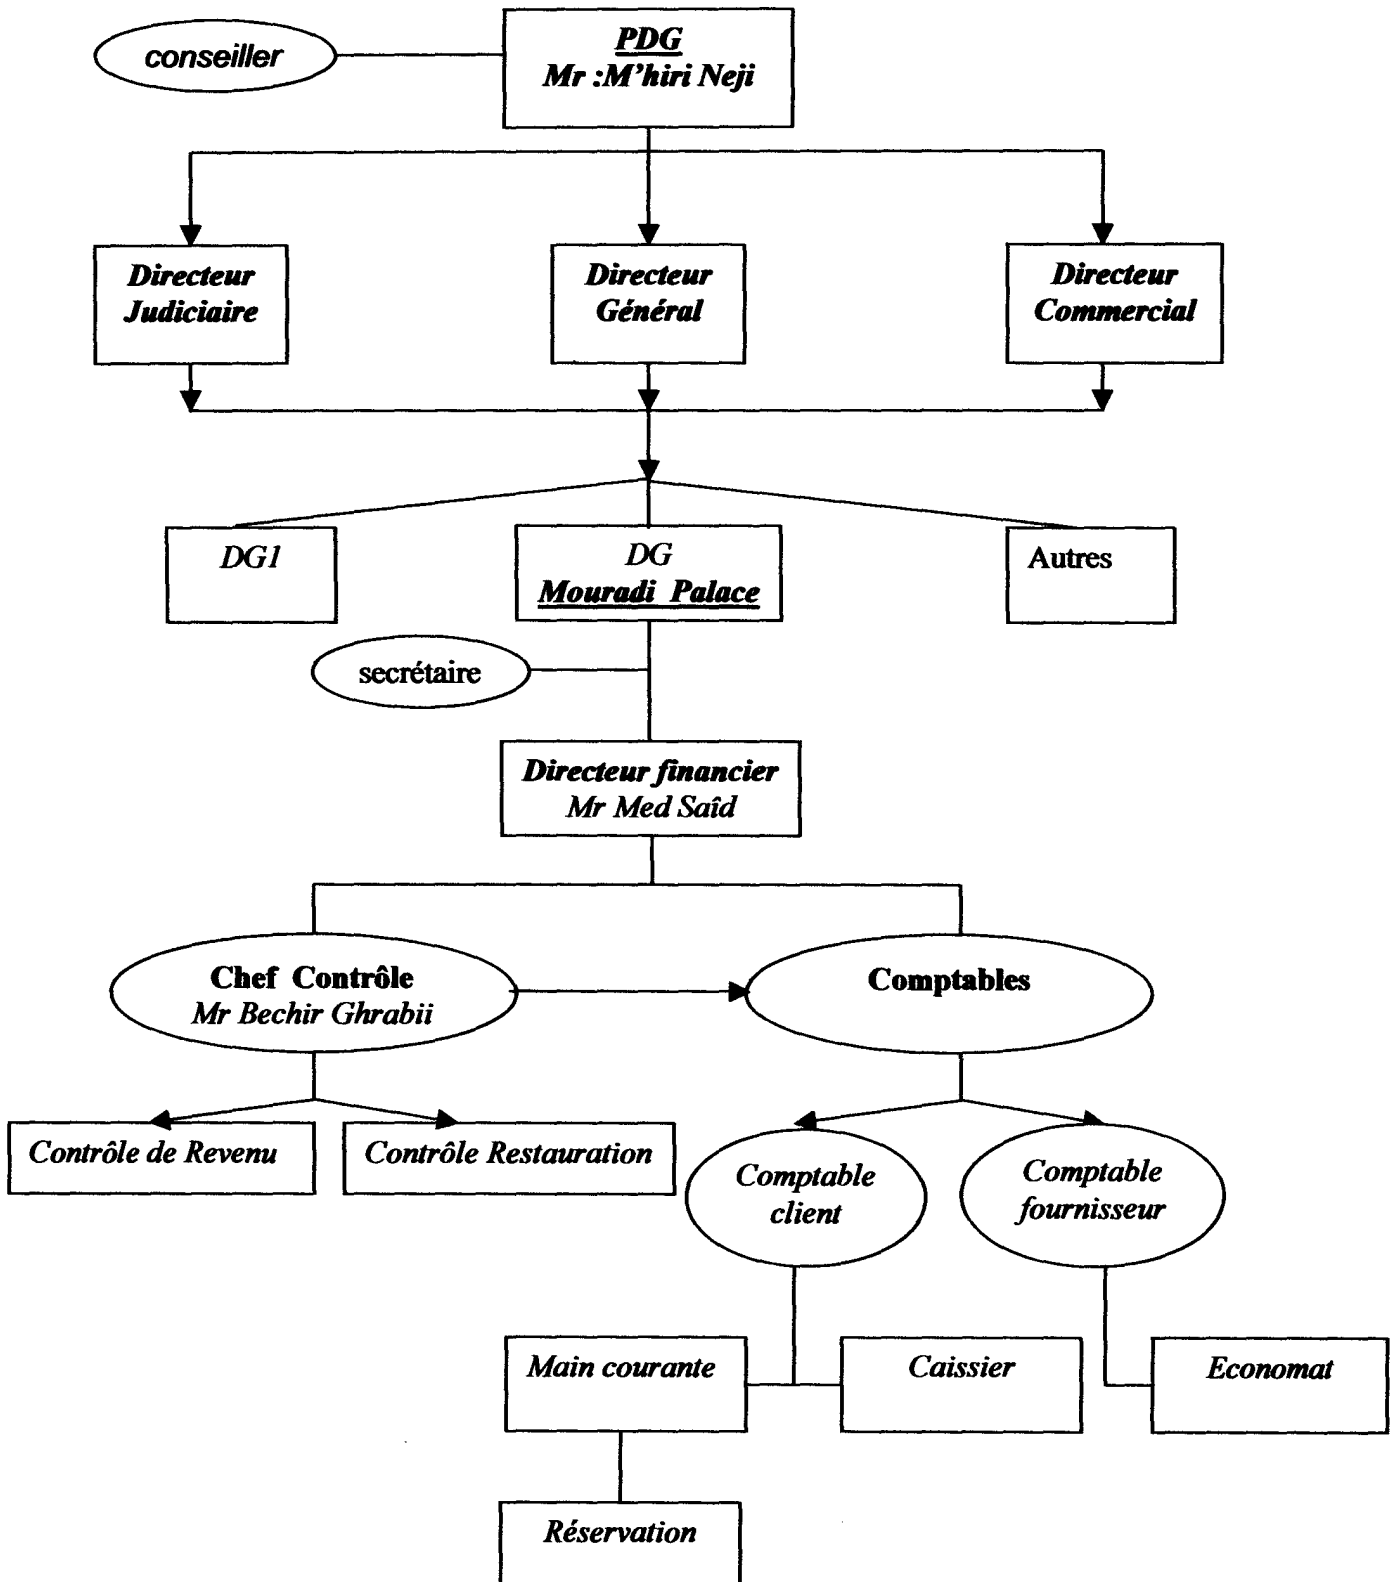 conseiller
PDG
Mr :M'hiri Neji
Directeur
Judiciaire
Directeur
Général
Directeur
Commercial
DG1
DG
Mouradi Palace
Autres
secrétaire
Directeur financier
Mr Med Saîd
Chef Contrôle
Mr Bechir Ghrabii
Comptables
Contrôle de Revenu
Contrôle Restauration
Comptable
client
Comptable
fournisseur
Main courante
Caissier
Economat
Réservation